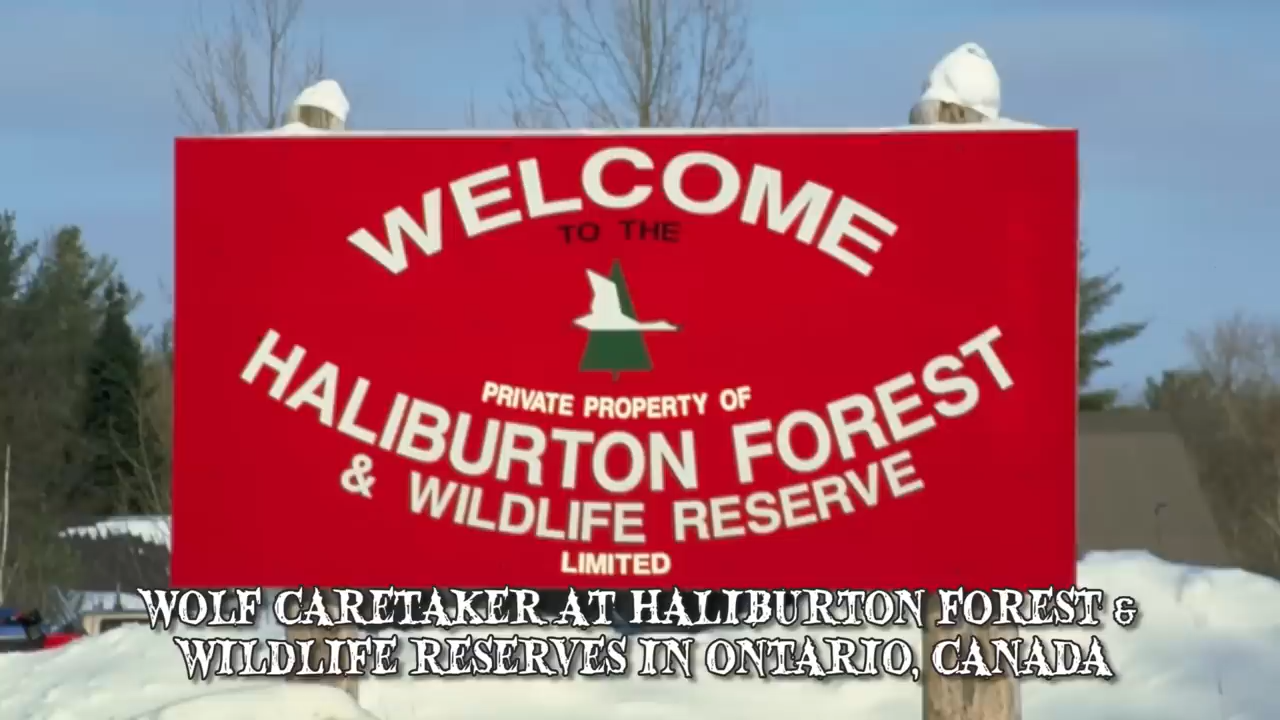 WELCOME
TO THE
PRIVATE PROPERTY OF
HALIBURTON FOREST
& WILDLIFE RESERVE
LIMITED
WOLF CARETAKER AT HALIBURTON FOREST &
WILDLIFE RESERVES IN ONTARIO, CANADA